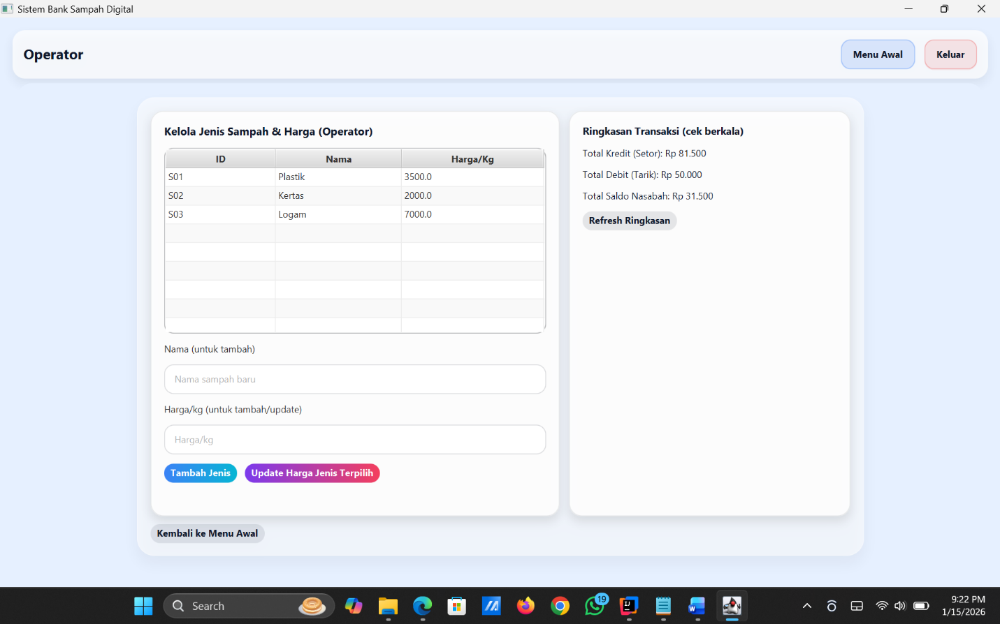 Sistem Bank Sampah Digital
Operator
Menu Awal
Keluar
Kelola Jenis Sampah & Harga (Operator)
ID Nama Harga/Kg
S01 Plastik 3500.0
S02 Kertas 2000.0
S03 Logam 7000.0
Nama (untuk tambah)
Nama sampah baru
Harga/kg (untuk tambah/update)
Harga/kg
Tambah Jenis
Update Harga Jenis Terpilih
Ringkasan Transaksi (cek berkala)
Total Kredit (Setor): Rp 81.500
Total Debit (Tarik): Rp 50.000
Total Saldo Nasabah: Rp 31.500
Refresh Ringkasan
Kembali ke Menu Awal
Search
19
9:22 PM
1/15/2026